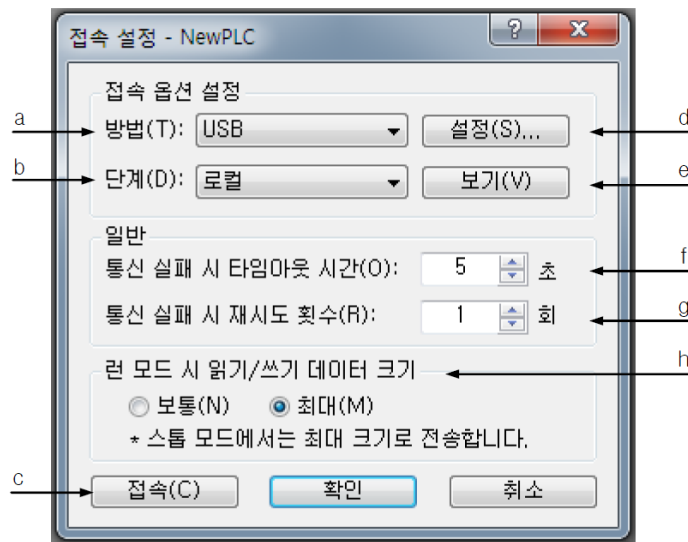 접속 설정 - NewPLC
접속 옵션 설정
a 방법(T): USB 설정(S)... d
b 단계(D): 로컬 보기(V) e
일반
통신 실패 시 타임아웃 시간(O): 5 초 f
통신 실패 시 재시도 횟수(R): 1 회 g
런 모드 시 읽기/쓰기 데이터 크기 h
보통(N) 최대(M)
* 스톱 모드에서는 최대 크기로 전송합니다.
c 접속(C) 확인 취소